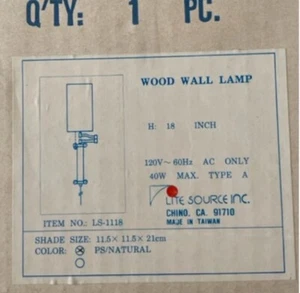 Q'TY: 1 PC.
WOOD WALL LAMP
H: 18 INCH
120V~60Hz AC ONLY
40W MAX. TYPE A
LITE SOURCE INC.
CHINO. CA. 91710
MADE IN TAIWAN
ITEM NO.: LS-1118
SHADE SIZE: 11.5× 11.5× 21cm
COLOR: PS/NATURAL